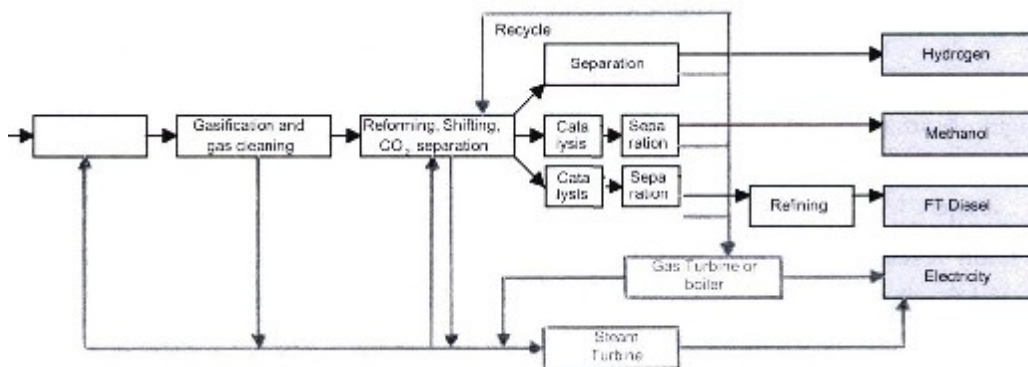 Recycle
Hydrogen
Separation
Gasification and
gas cleaning
Reforming, Shifting,
CO₂ separation
Cata
lysis
Sepa
ration
Methanol
Cata
lysis
Sepa
ration
Refining
FT Diesel
Gas Turbine or
boiler
Electricity
Steam
Turbine